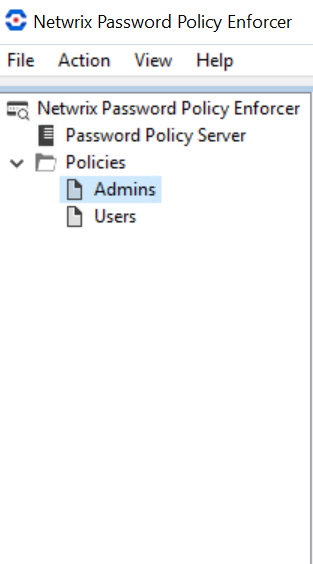 Netwrix Password Policy Enforcer
File Action View Help
Netwrix Password Policy Enforcer
Password Policy Server
Policies
Admins
Users